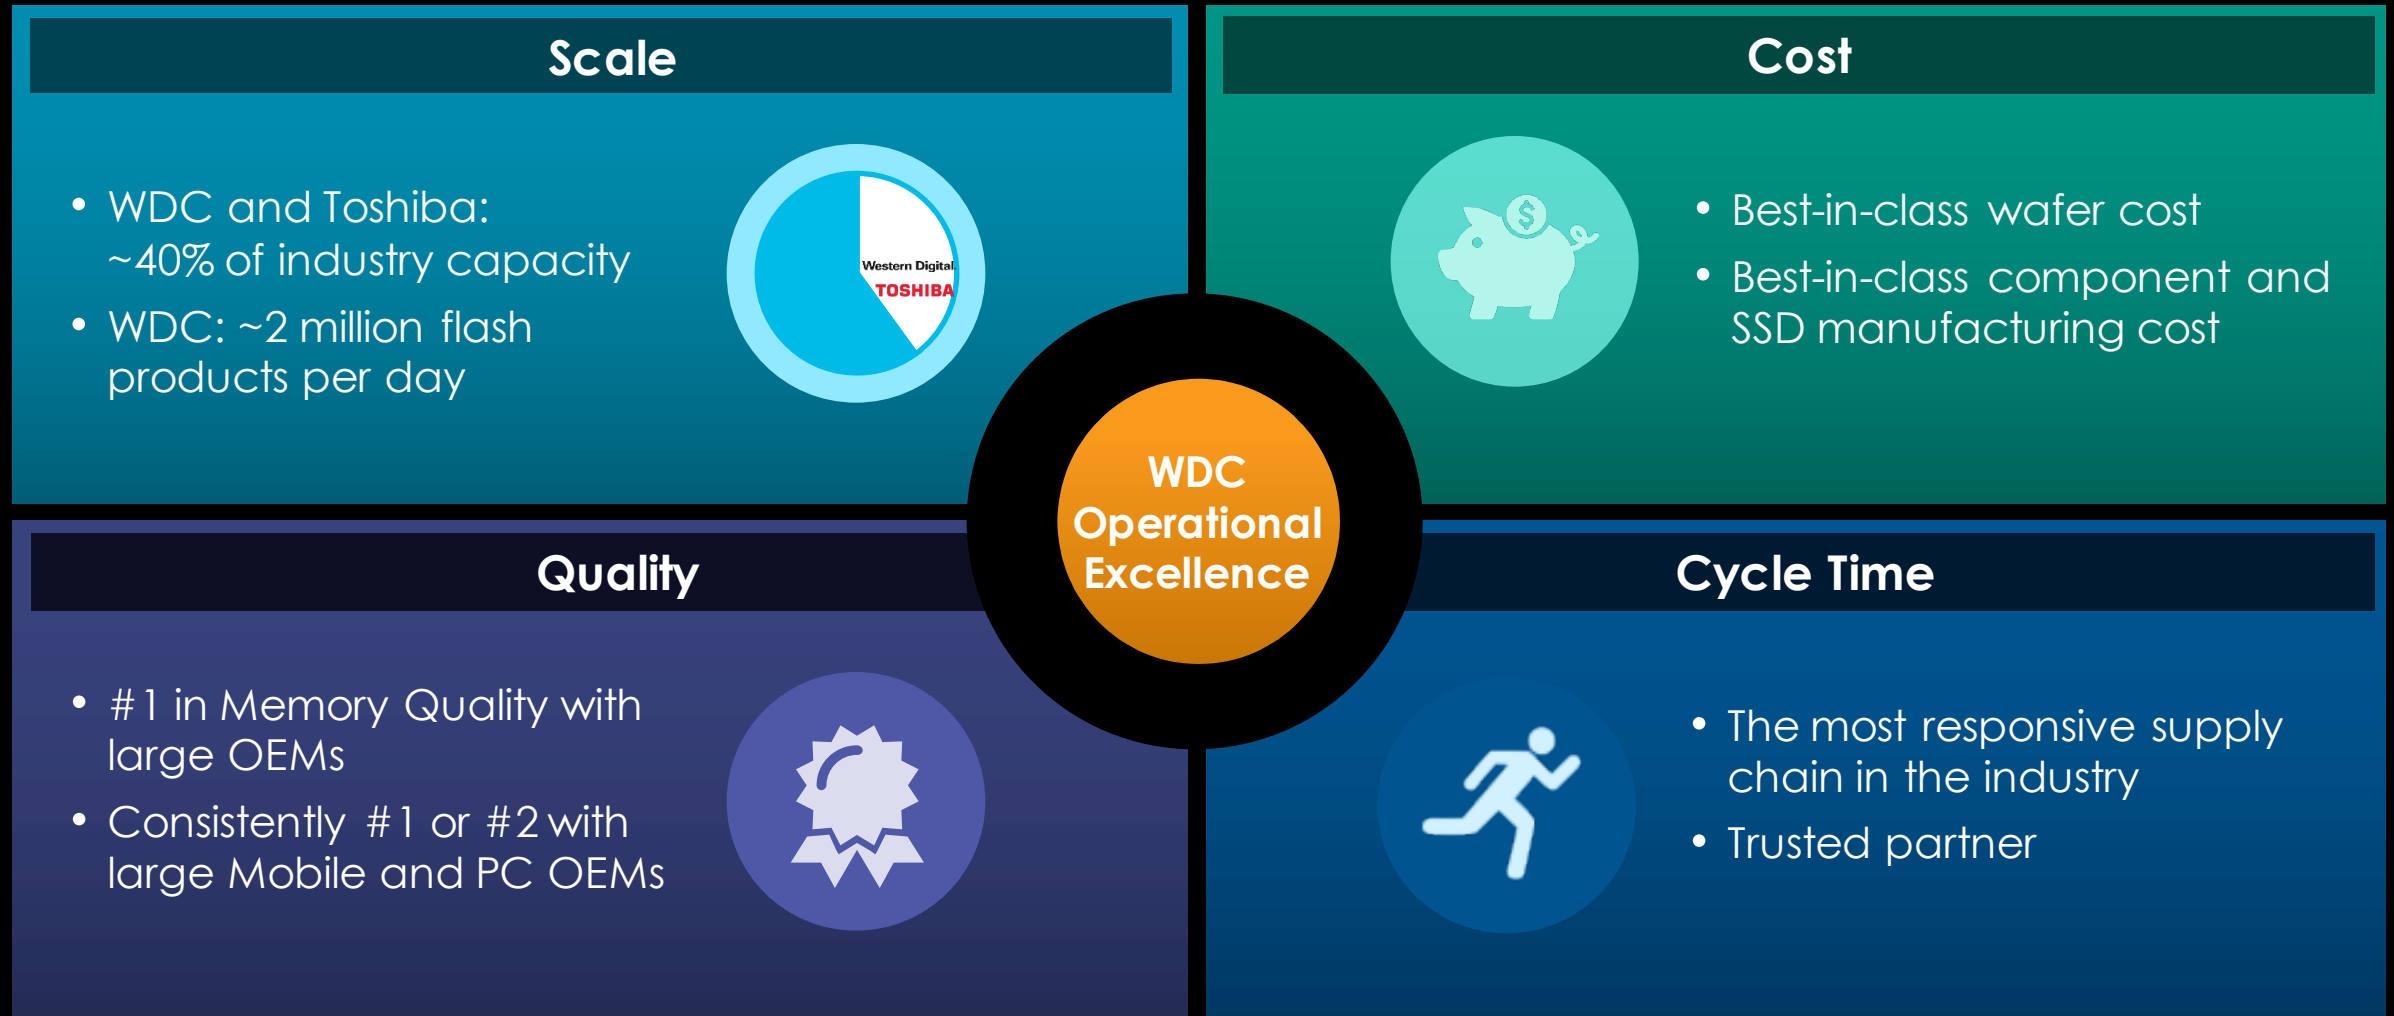 Scale
• WDC and Toshiba:
~40% of industry capacity
• WDC: ~2 million flash
products per day
Western Digital
TOSHIBA
Cost
$
• Best-in-class wafer cost
• Best-in-class component and
SSD manufacturing cost
WDC
Operational
Excellence
Quality
• #1 in Memory Quality with
large OEMs
• Consistently #1 or #2 with
large Mobile and PC OEMs
Cycle Time
• The most responsive supply
chain in the industry
• Trusted partner